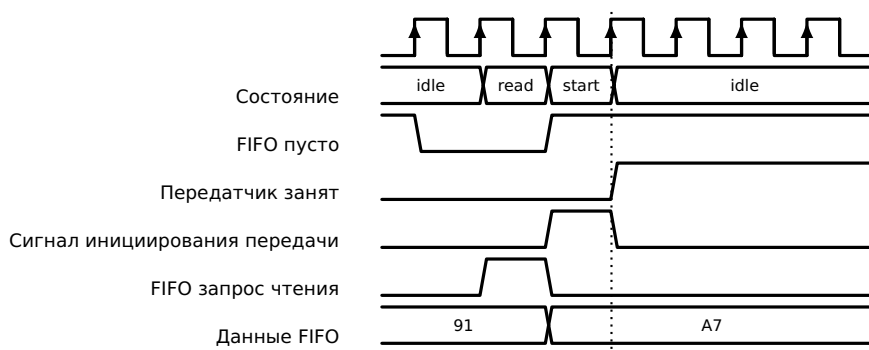 Состояние idle read start idle
FIFO пусто
Передатчик занят
Сигнал инициирования передачи
FIFO запрос чтения
Данные FIFO 91 A7